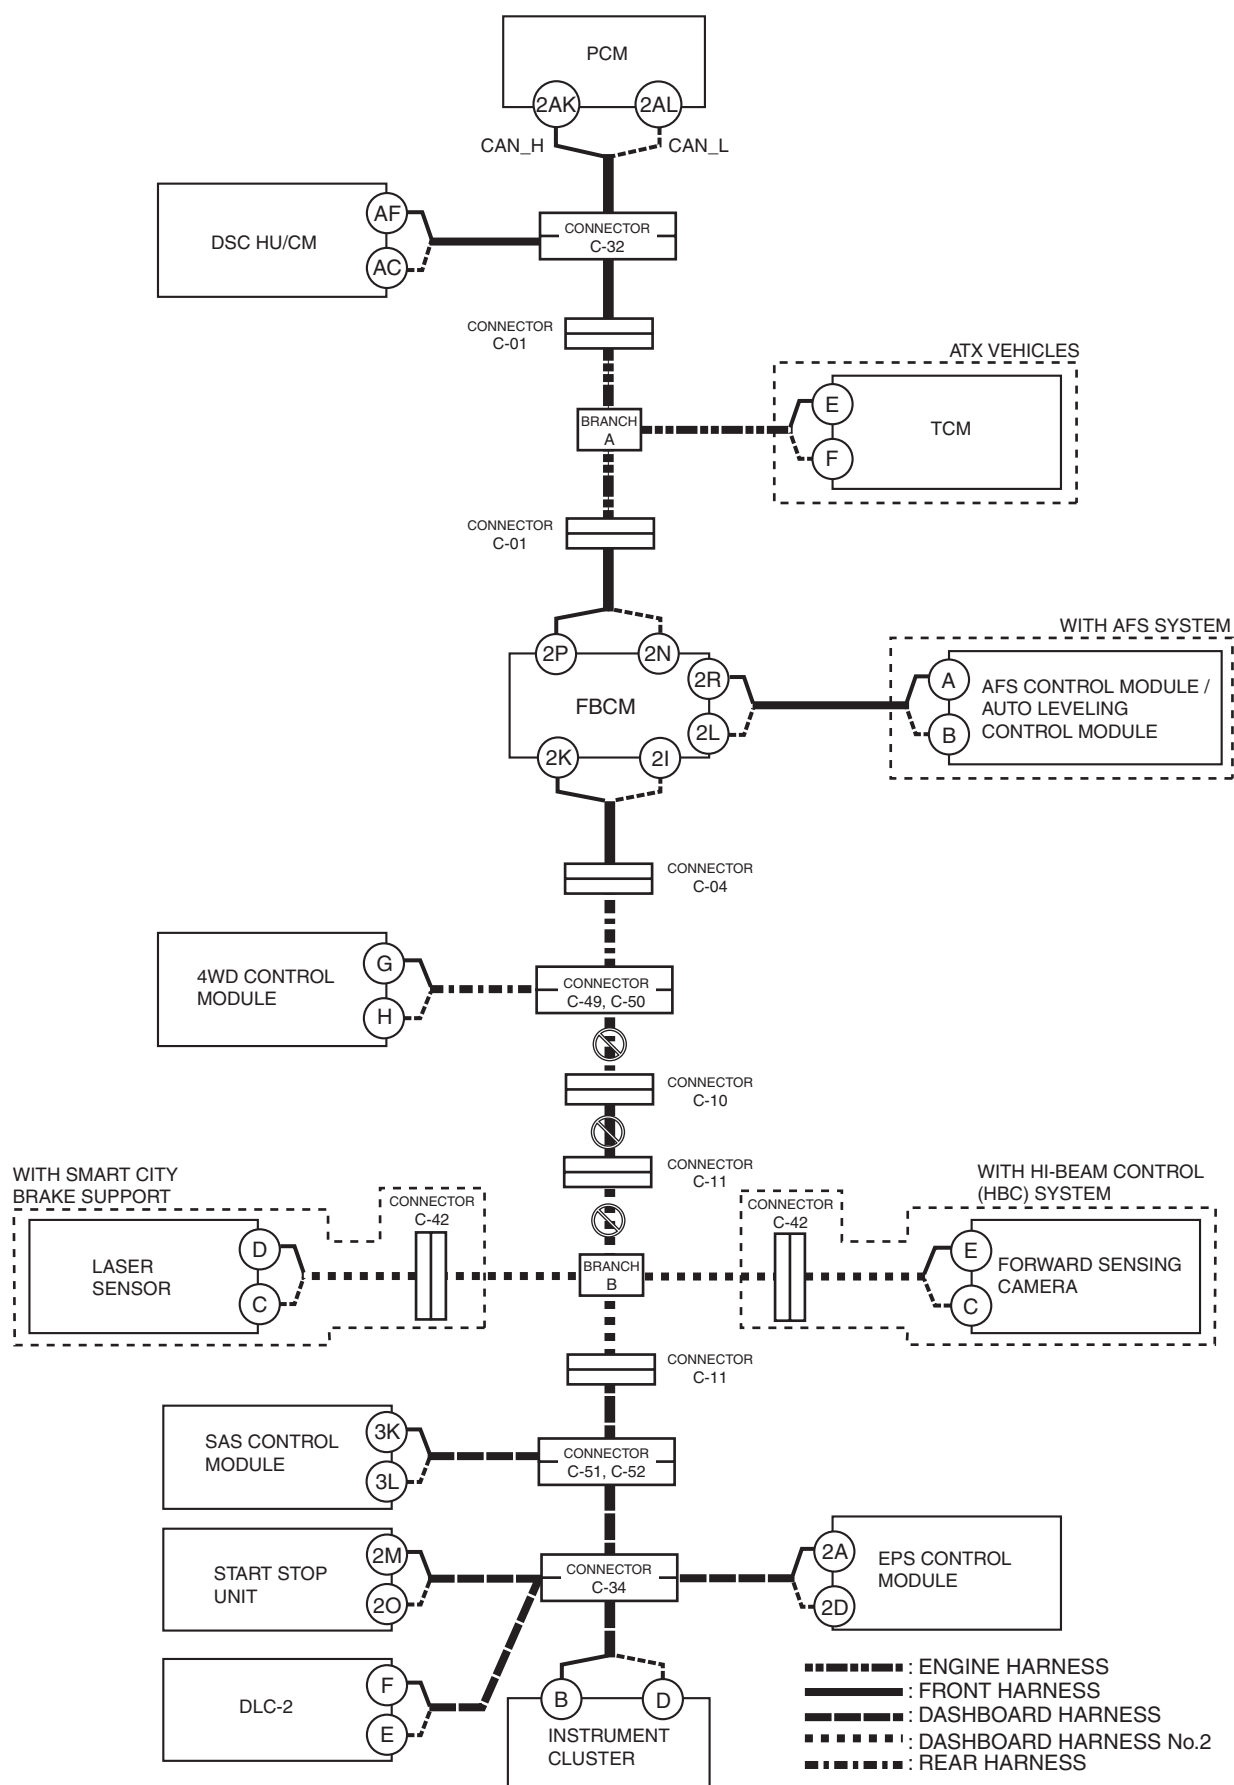 PCM
2AK
2AL
CAN_H
CAN_L
DSC HU/CM
AF
AC
CONNECTOR
C-32
CONNECTOR
C-01
ATX VEHICLES
BRANCH
A
E
F
TCM
CONNECTOR
C-01
WITH AFS SYSTEM
2P
2N
2R
2L
FBCM
2K
2I
A
B
AFS CONTROL MODULE /
AUTO LEVELING
CONTROL MODULE
CONNECTOR
C-04
4WD CONTROL
MODULE
G
H
CONNECTOR
C-49, C-50
CONNECTOR
C-10
CONNECTOR
C-11
WITH SMART CITY
BRAKE SUPPORT
CONNECTOR
C-42
LASER
SENSOR
D
C
BRANCH
B
WITH HI-BEAM CONTROL
(HBC) SYSTEM
CONNECTOR
C-42
E
C
FORWARD SENSING
CAMERA
CONNECTOR
C-11
SAS CONTROL
MODULE
3K
3L
CONNECTOR
C-51, C-52
START STOP
UNIT
2M
2O
CONNECTOR
C-34
2A
2D
EPS CONTROL
MODULE
DLC-2
F
E
B
D
INSTRUMENT
CLUSTER
: ENGINE HARNESS
: FRONT HARNESS
: DASHBOARD HARNESS
: DASHBOARD HARNESS No.2
: REAR HARNESS